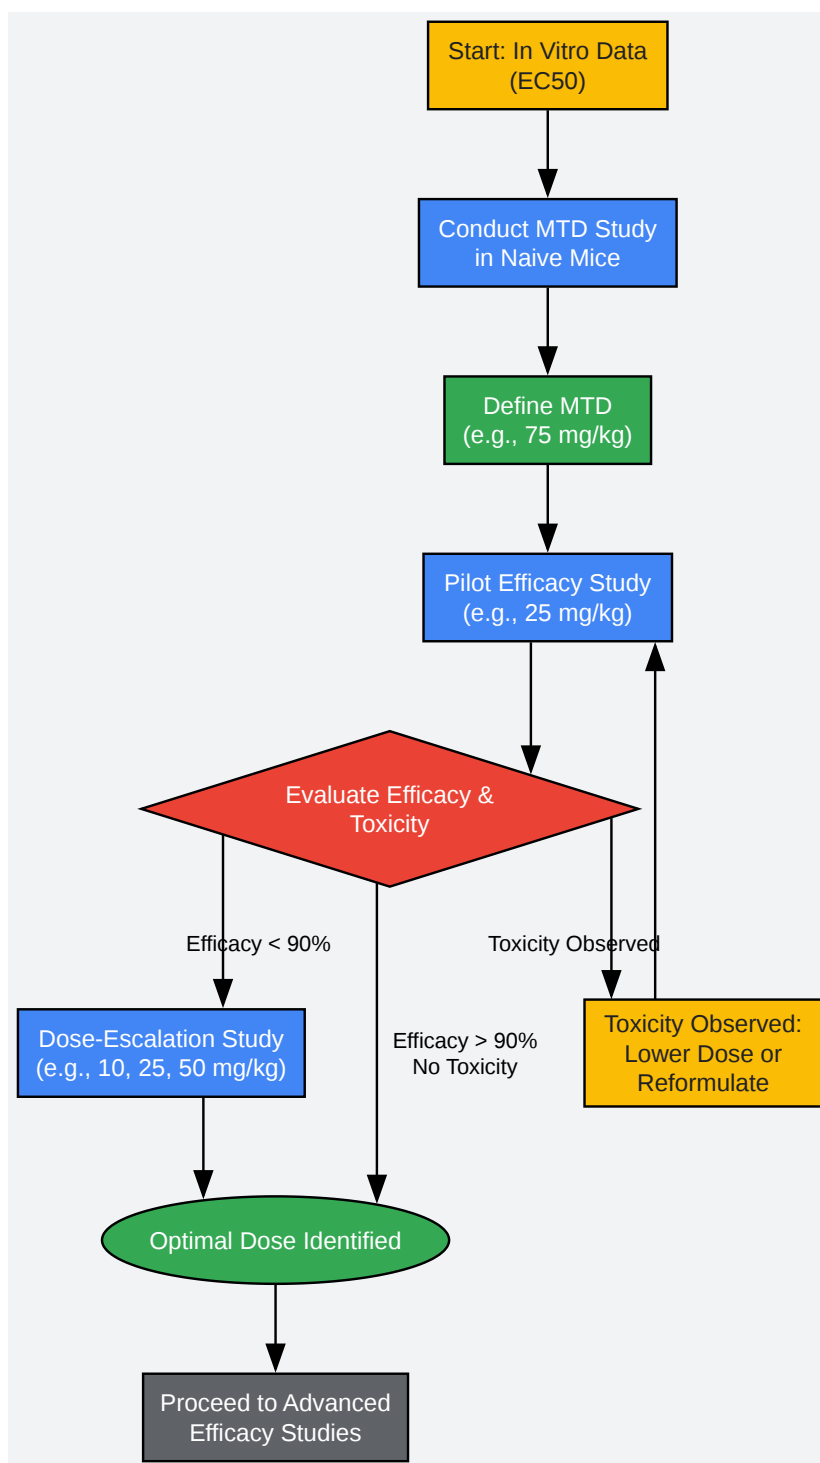 Start: In Vitro Data
(EC50)
Conduct MTD Study
in Naive Mice
Define MTD
(e.g., 75 mg/kg)
Pilot Efficacy Study
(e.g., 25 mg/kg)
Evaluate Efficacy &
Toxicity
Efficacy < 90%
Toxicity Observed
Dose-Escalation Study
(e.g., 10, 25, 50 mg/kg)
Efficacy > 90%
No Toxicity
Toxicity Observed:
Lower Dose or
Reformulate
Optimal Dose Identified
Proceed to Advanced
Efficacy Studies